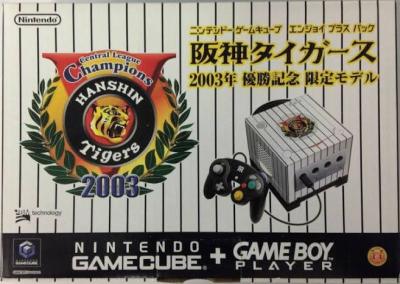 Nintendo
ニンテンドーゲームキューブ エンジョイ プラス パック
阪神タイガース
2003年 優勝記念 限定モデル
Central League
Champions
HANSHIN
Tigers
2003
technology
NINTENDO
GAMECUBE
+
GAME BOY
PLAYER